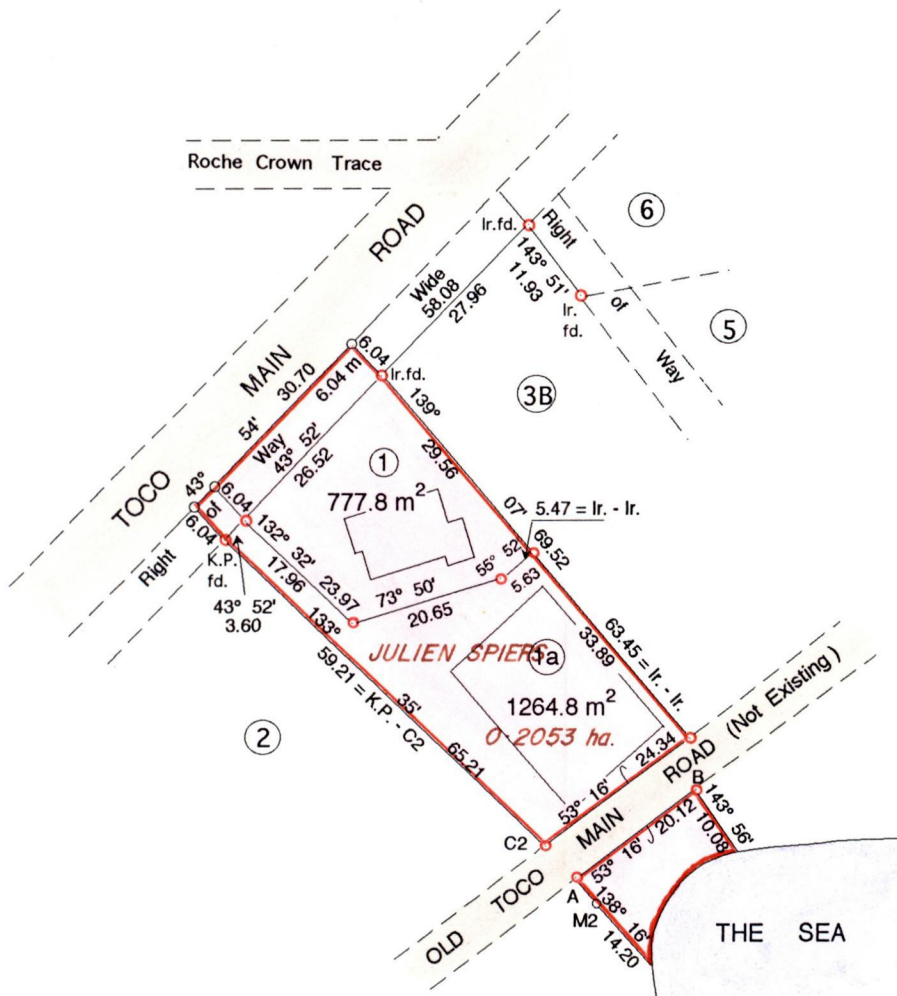 Roche Crown Trace
TOCO MAIN ROAD
6
5
3B
Ir.fd.
Right of Way
143° 51'
11.93
Ir.
fd.
Wide
58.08
27.96
6.04
Ir.fd.
6.04 m
30.70
54'
43°
Way
43° 52'
26.52
of
6.04
6.04
Right
K.P.
fd.
43° 52'
3.60
1
777.8 m2
139°
29.56
07'
69.52
5.47 = Ir. - Ir.
52'
55°
5.63
132° 32'
23.97
73° 50'
20.65
17.96
133°
59.21 = K.P. - C2
35'
65.21
JULIEN SPIERS
1a
1264.8 m2
0·2053 ha.
33.89
63.45 = Ir. - Ir.
24.34
53° 16'
2
C2
OLD TOCO MAIN ROAD (Not Existing)
B
143° 56'
10.08
20.12
53° 16'
A
M2
138° 16'
14.20
THE SEA